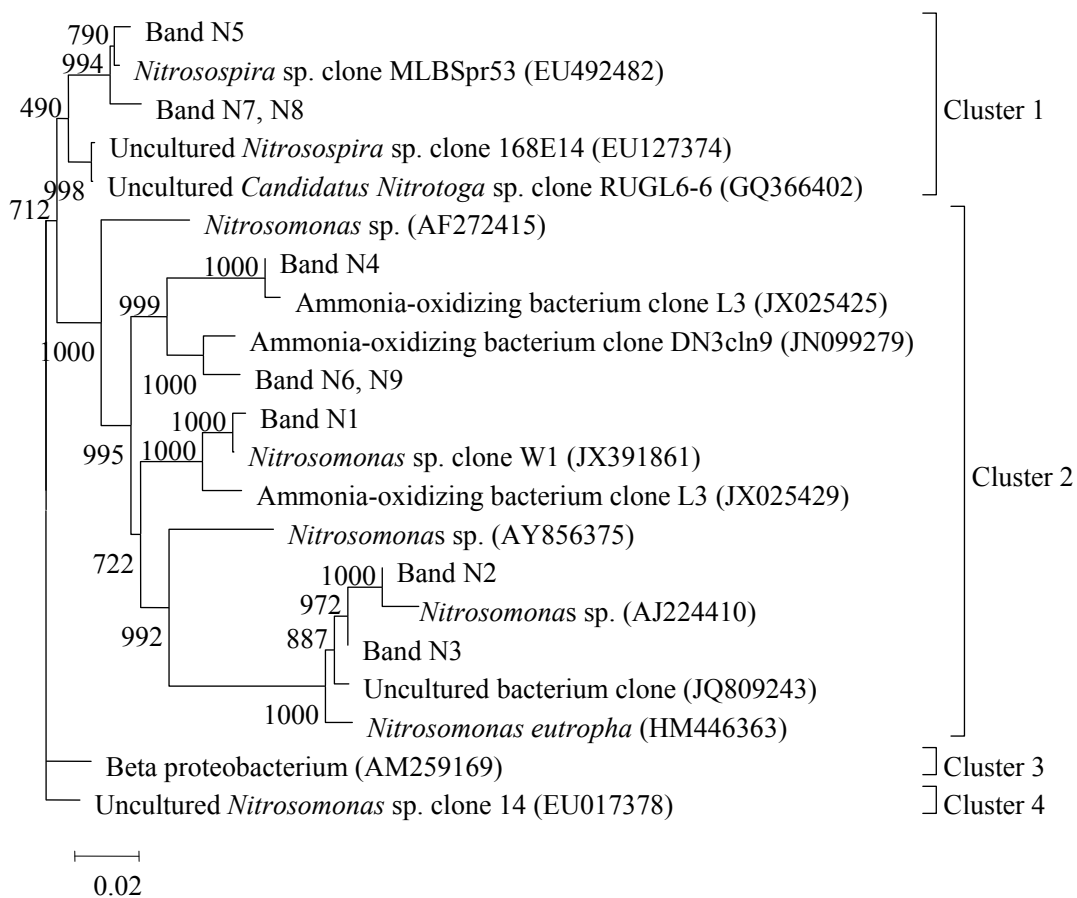 790
Band N5
994
Nitrosospira sp. clone MLBSpr53 (EU492482)
490
Band N7, N8
Cluster 1
Uncultured Nitrosospira sp. clone 168E14 (EU127374)
998
Uncultured Candidatus Nitrotoga sp. clone RUGL6-6 (GQ366402)
712
Nitrosomonas sp. (AF272415)
1000
Band N4
999
Ammonia-oxidizing bacterium clone L3 (JX025425)
1000
Ammonia-oxidizing bacterium clone DN3cln9 (JN099279)
1000
Band N6, N9
1000
Band N1
995
1000
Nitrosomonas sp. clone W1 (JX391861)
Cluster 2
Ammonia-oxidizing bacterium clone L3 (JX025429)
Nitrosomonas sp. (AY856375)
722
1000
Band N2
972
Nitrosomonas sp. (AJ224410)
992
887
Band N3
Uncultured bacterium clone (JQ809243)
1000
Nitrosomonas eutropha (HM446363)
Beta proteobacterium (AM259169)
Cluster 3
Uncultured Nitrosomonas sp. clone 14 (EU017378)
Cluster 4
0.02